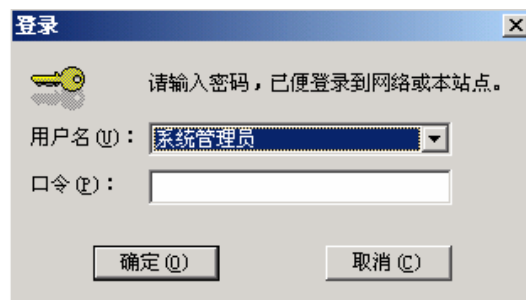 登录
请输入密码，已便登录到网络或本站点。
用户名(U)： 系统管理员
口令(P)：
确定(O) 取消(C)